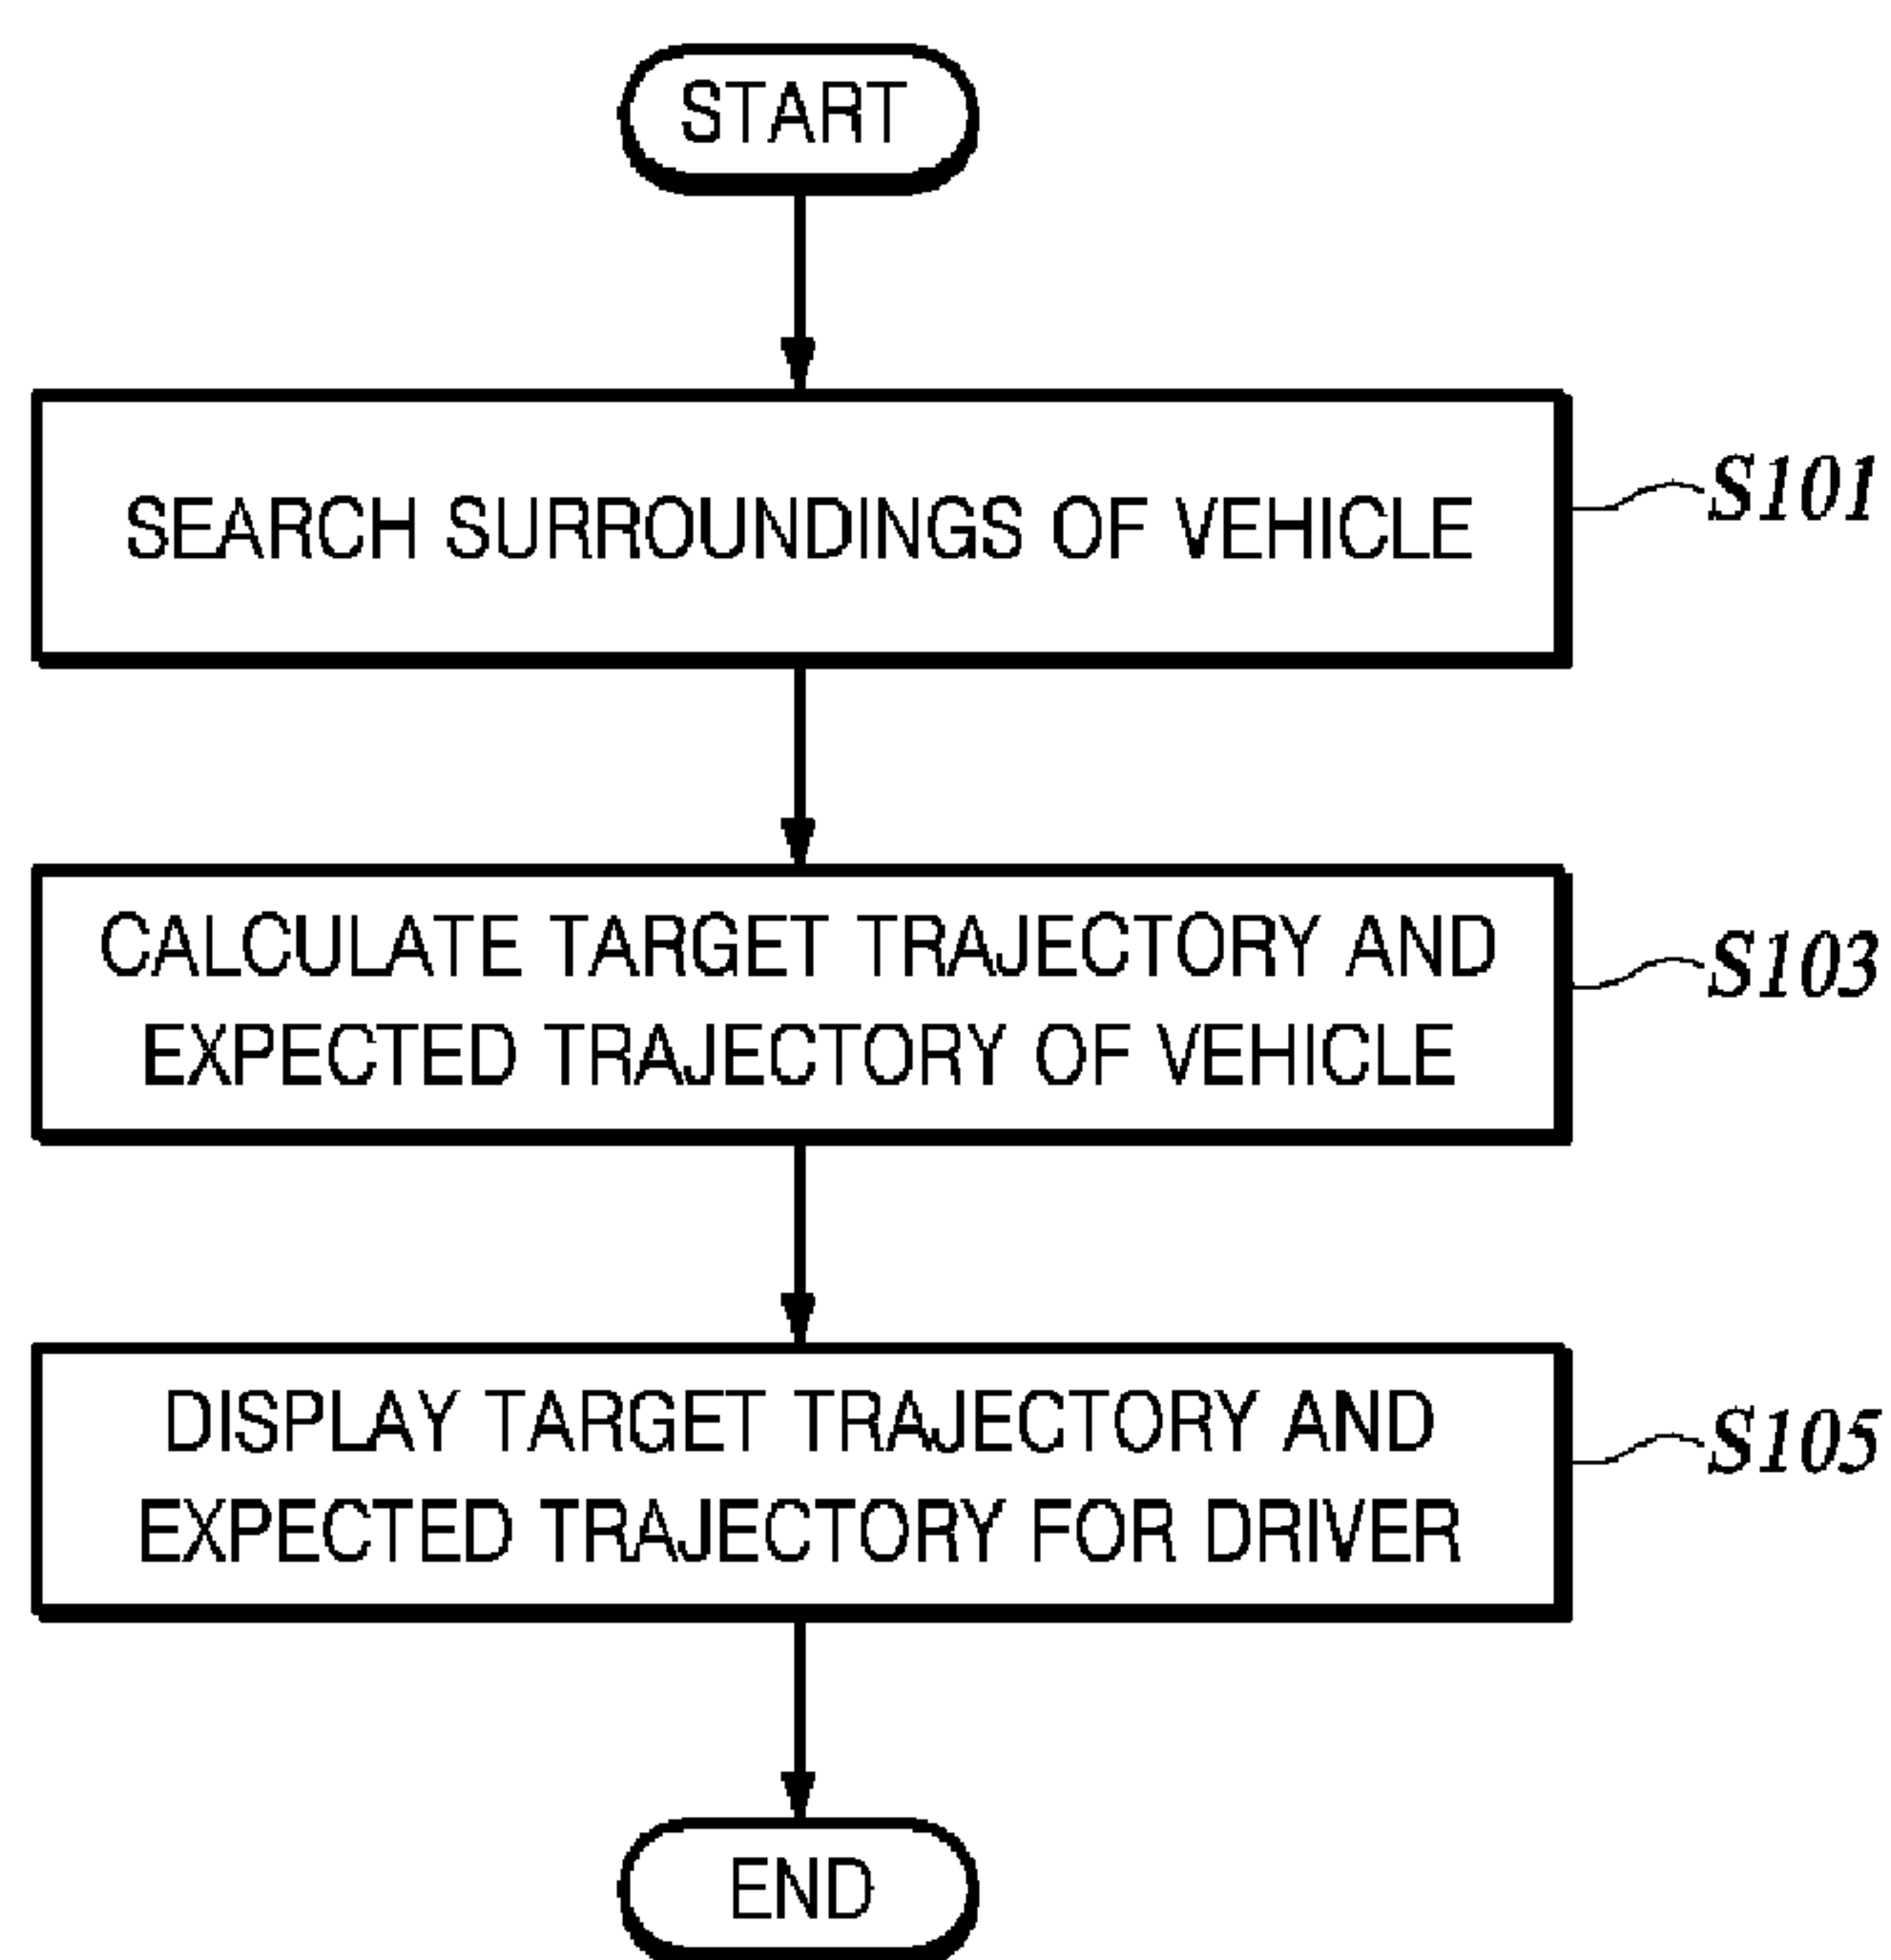 START
SEARCH SURROUNDINGS OF VEHICLE
S101
CALCULATE TARGET TRAJECTORY AND
EXPECTED TRAJECTORY OF VEHICLE
S103
DISPLAY TARGET TRAJECTORY AND
EXPECTED TRAJECTORY FOR DRIVER
S105
END